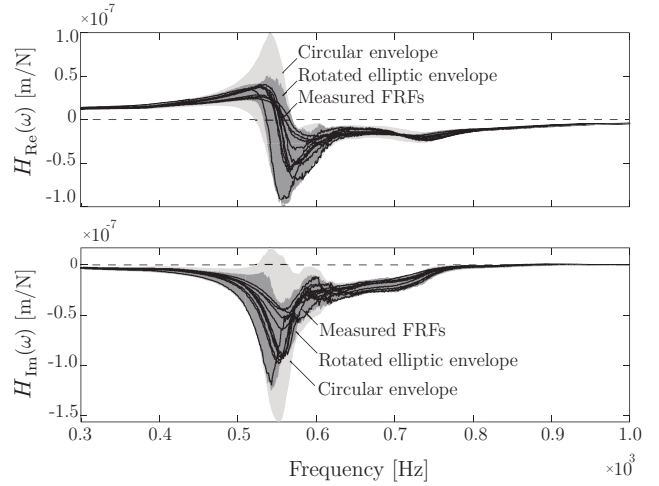 ×10⁻⁷
1.0
0.5
0
-0.5
-1.0
H_Re(ω) [m/N]
Circular envelope
Rotated elliptic envelope
Measured FRFs
×10⁻⁷
0
-0.5
-1.0
-1.5
H_Im(ω) [m/N]
Measured FRFs
Rotated elliptic envelope
Circular envelope
0.3 0.4 0.5 0.6 0.7 0.8 0.9 1.0
Frequency [Hz] ×10³